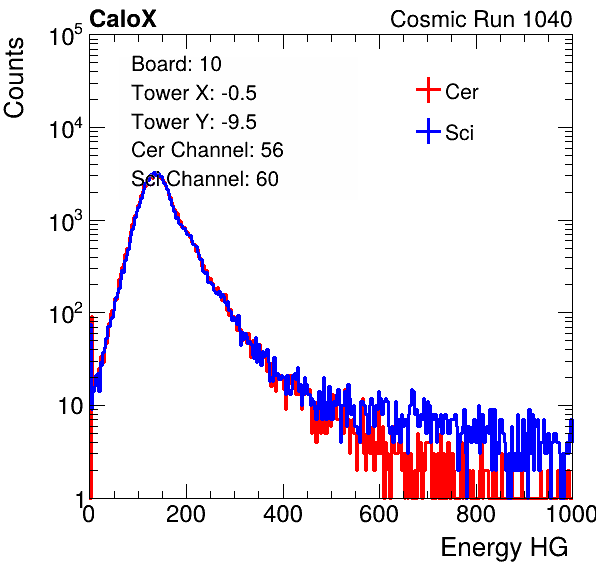 CaloX Cosmic Run 1040
Counts
10^5
10^4
10^3
10^2
10
1
Board: 10
Tower X: -0.5
Tower Y: -9.5
Cer Channel: 56
Sci Channel: 60
Cer
Sci
0 200 400 600 800 1000
Energy HG